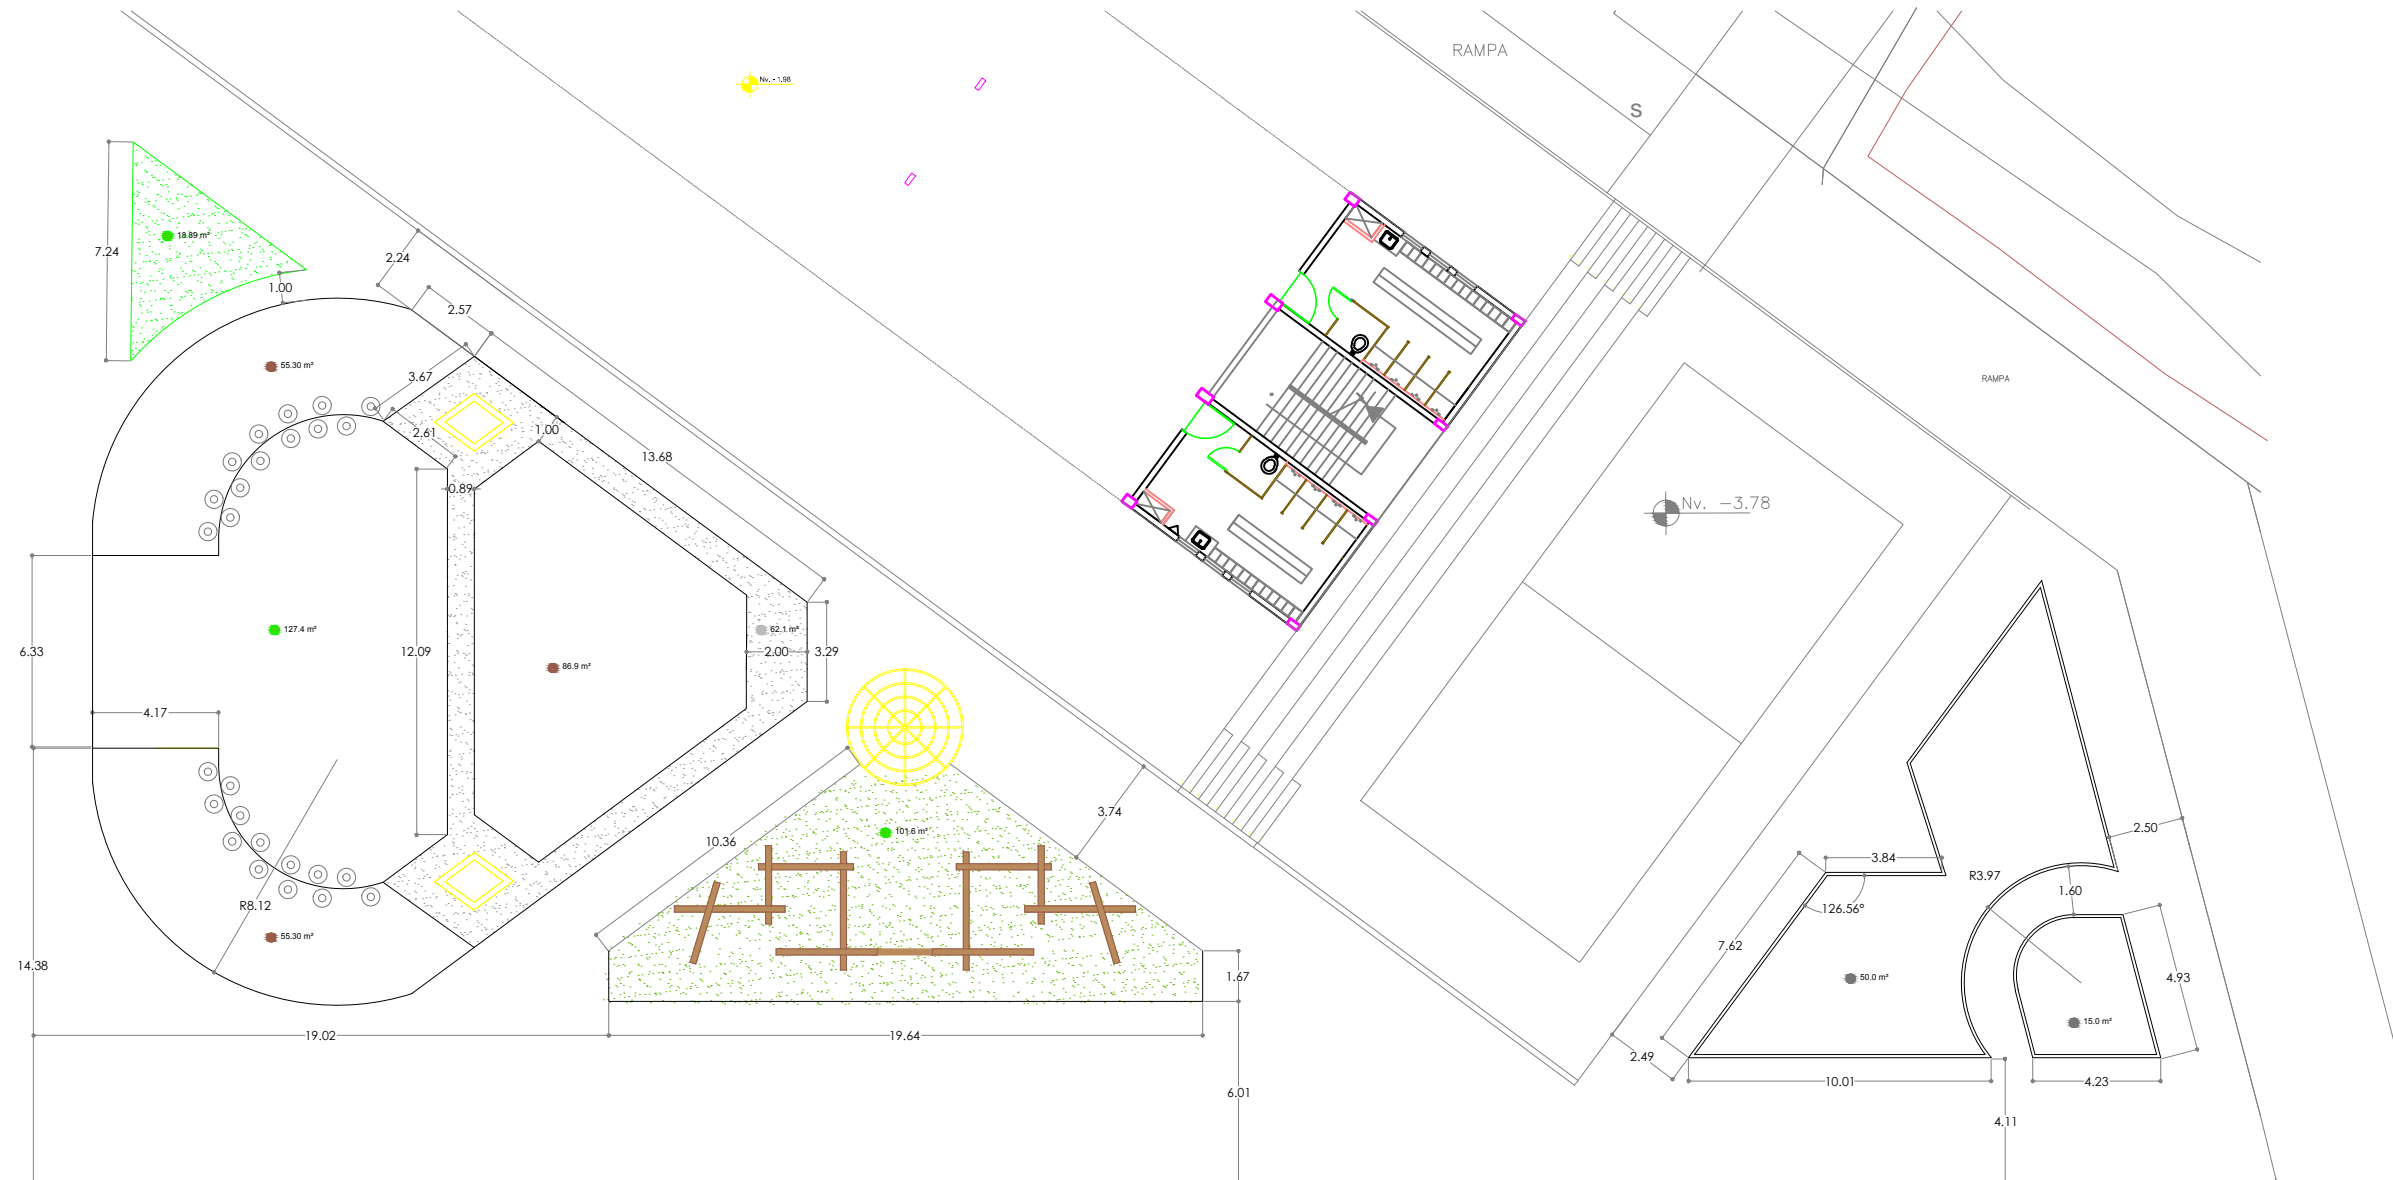 RAMPA
Nv. - 1.98
S
18.89 m²
7.24
2.24
1.00
2.57
55.30 m²
3.67
RAMPA
2.61
1.00
13.68
0.89
Nv. -3.78
127.4 m²
62.1 m²
6.33
12.09
2.00
3.29
86.9 m²
4.17
3.74
101.6 m²
10.36
2.50
3.84
R3.97
1.60
R8.12
126.56°
55.30 m²
7.62
14.38
1.67
50.0 m²
4.93
15.0 m²
19.02
19.64
2.49
10.01
4.23
6.01
4.11